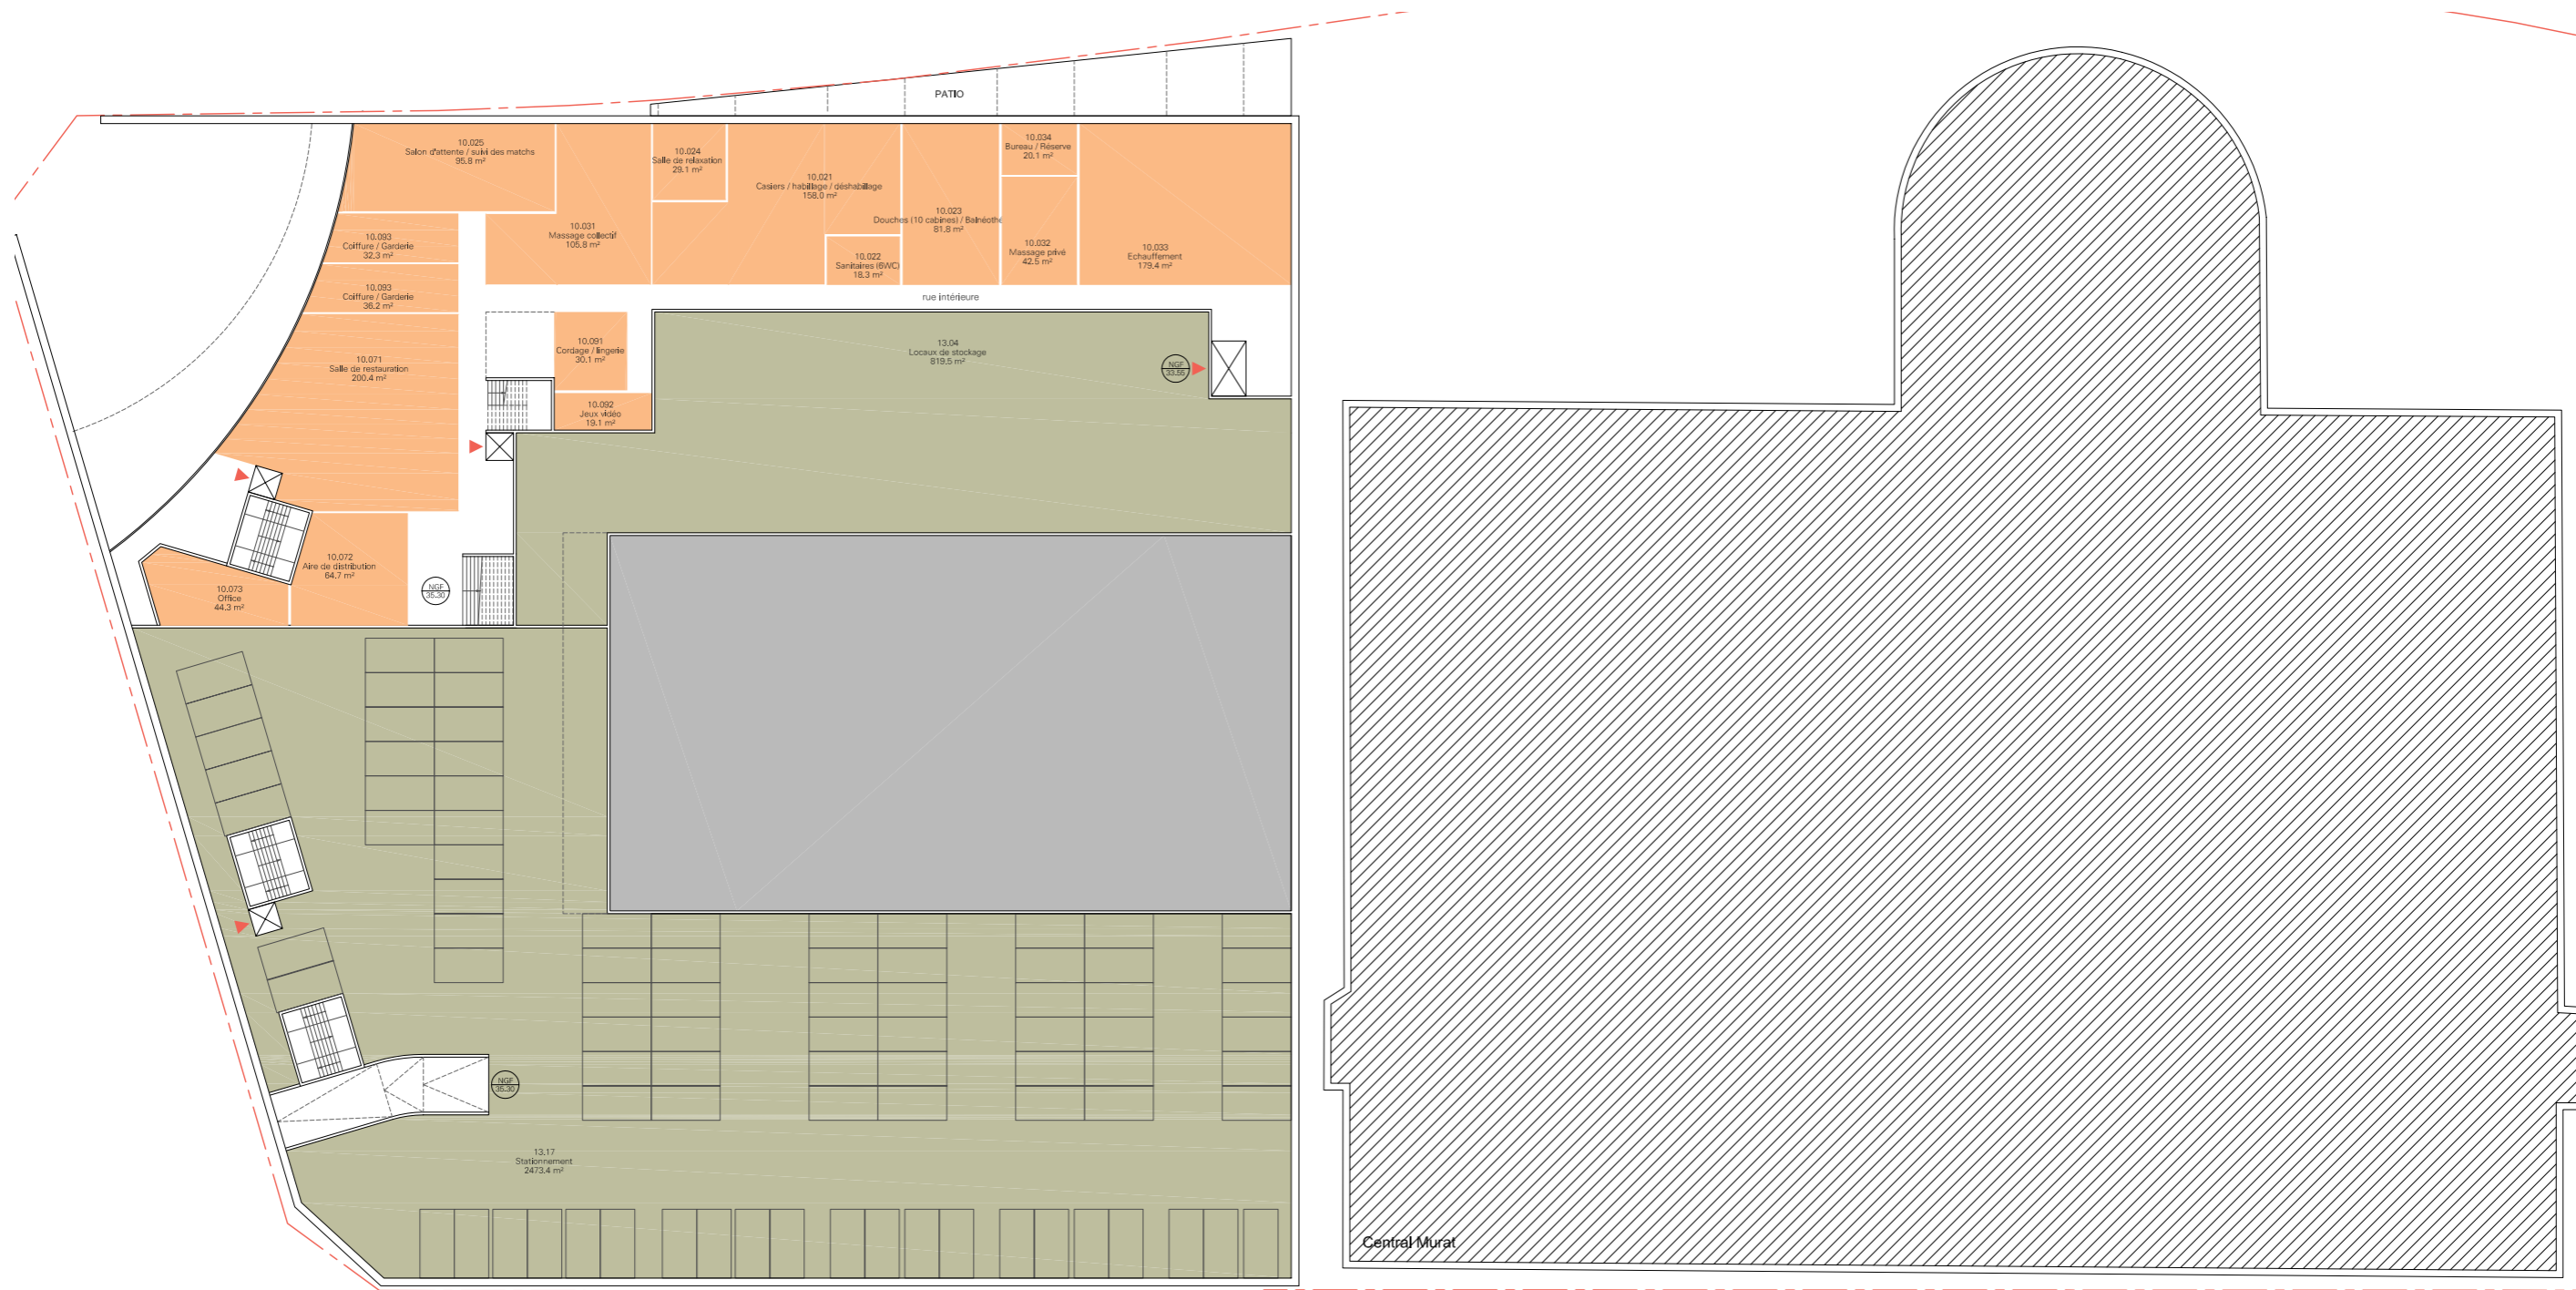 PATIO
10.025
Salon d'attente / suivi des matchs
95.8 m²
10.024
Salle de relaxation
29.1 m²
10.021
Casiers / habillage / déshabillage
158.0 m²
10.034
Bureau / Réserve
20.1 m²
10.031
Massage collectif
105.8 m²
10.023
Douches (10 cabines) / Balnéothé
81.8 m²
10.093
Coiffure / Garderie
32.3 m²
10.022
Sanitaires (6WC)
18.3 m²
10.032
Massage privé
42.5 m²
10.033
Echauffement
179.4 m²
10.093
Coiffure / Garderie
36.2 m²
rue intérieure
10.071
Salle de restauration
200.4 m²
10.091
Cordage / lingerie
30.1 m²
13.04
Locaux de stockage
819.5 m²
NGF
33.55
10.092
Jeux vidéo
19.1 m²
10.072
Aire de distribution
64.7 m²
10.073
Office
44.3 m²
NGF
35.30
NGF
35.30
13.17
Stationnement
2473.4 m²
Central Murat